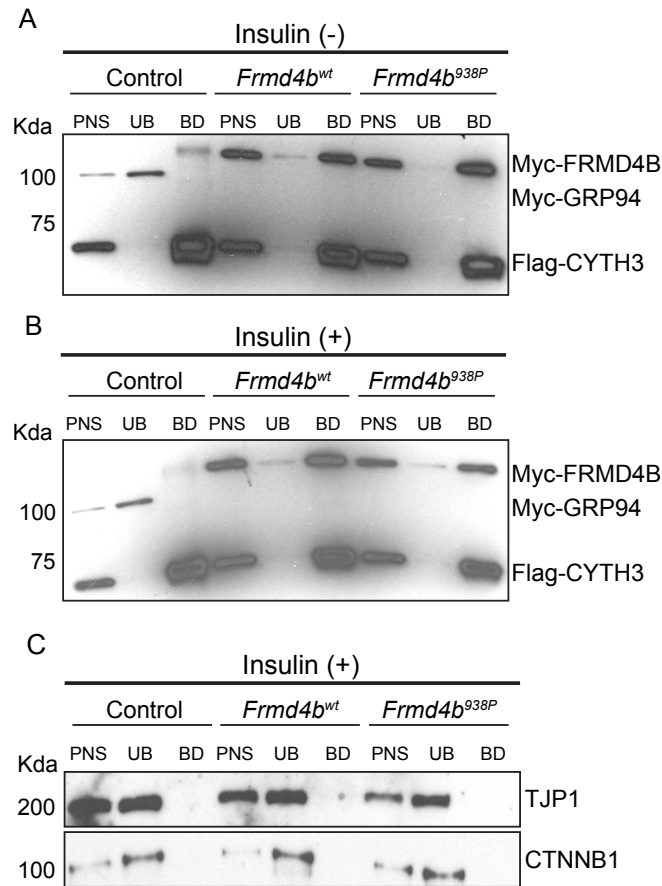 A
Insulin (-)
Control Frmd4b^wt Frmd4b^938P
Kda PNS UB BD PNS UB BD PNS UB BD
100
75
Myc-FRMD4B
Myc-GRP94
Flag-CYTH3
B
Insulin (+)
Control Frmd4b^wt Frmd4b^938P
Kda PNS UB BD PNS UB BD PNS UB BD
100
75
Myc-FRMD4B
Myc-GRP94
Flag-CYTH3
C
Insulin (+)
Control Frmd4b^wt Frmd4b^938P
Kda PNS UB BD PNS UB BD PNS UB BD
200 TJP1
100 CTNNB1